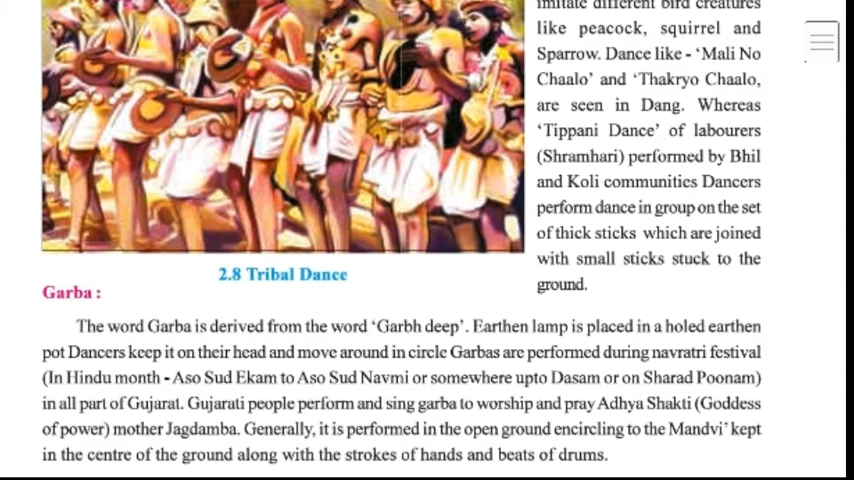 imitate different bird creatures
like peacock, squirrel and
Sparrow. Dance like - ‘Mali No
Chaalo’ and ‘Thakryo Chaalo,
are seen in Dang. Whereas
‘Tippani Dance’ of labourers
(Shramhari) performed by Bhil
and Koli communities Dancers
perform dance in group on the set
of thick sticks which are joined
with small sticks stuck to the
ground.
2.8 Tribal Dance
Garba :
The word Garba is derived from the word ‘Garbh deep’. Earthen lamp is placed in a holed earthen
pot Dancers keep it on their head and move around in circle Garbas are performed during navratri festival
(In Hindu month - Aso Sud Ekam to Aso Sud Navmi or somewhere upto Dasam or on Sharad Poonam)
in all part of Gujarat. Gujarati people perform and sing garba to worship and pray Adhya Shakti (Goddess
of power) mother Jagdamba. Generally, it is performed in the open ground encircling to the Mandvi’ kept
in the centre of the ground along with the strokes of hands and beats of drums.